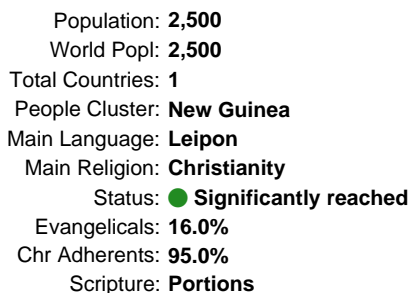 Population: 2,500
World Popl: 2,500
Total Countries: 1
People Cluster: New Guinea
Main Language: Leipon
Main Religion: Christianity
Status: Significantly reached
Evangelicals: 16.0%
Chr Adherents: 95.0%
Scripture: Portions